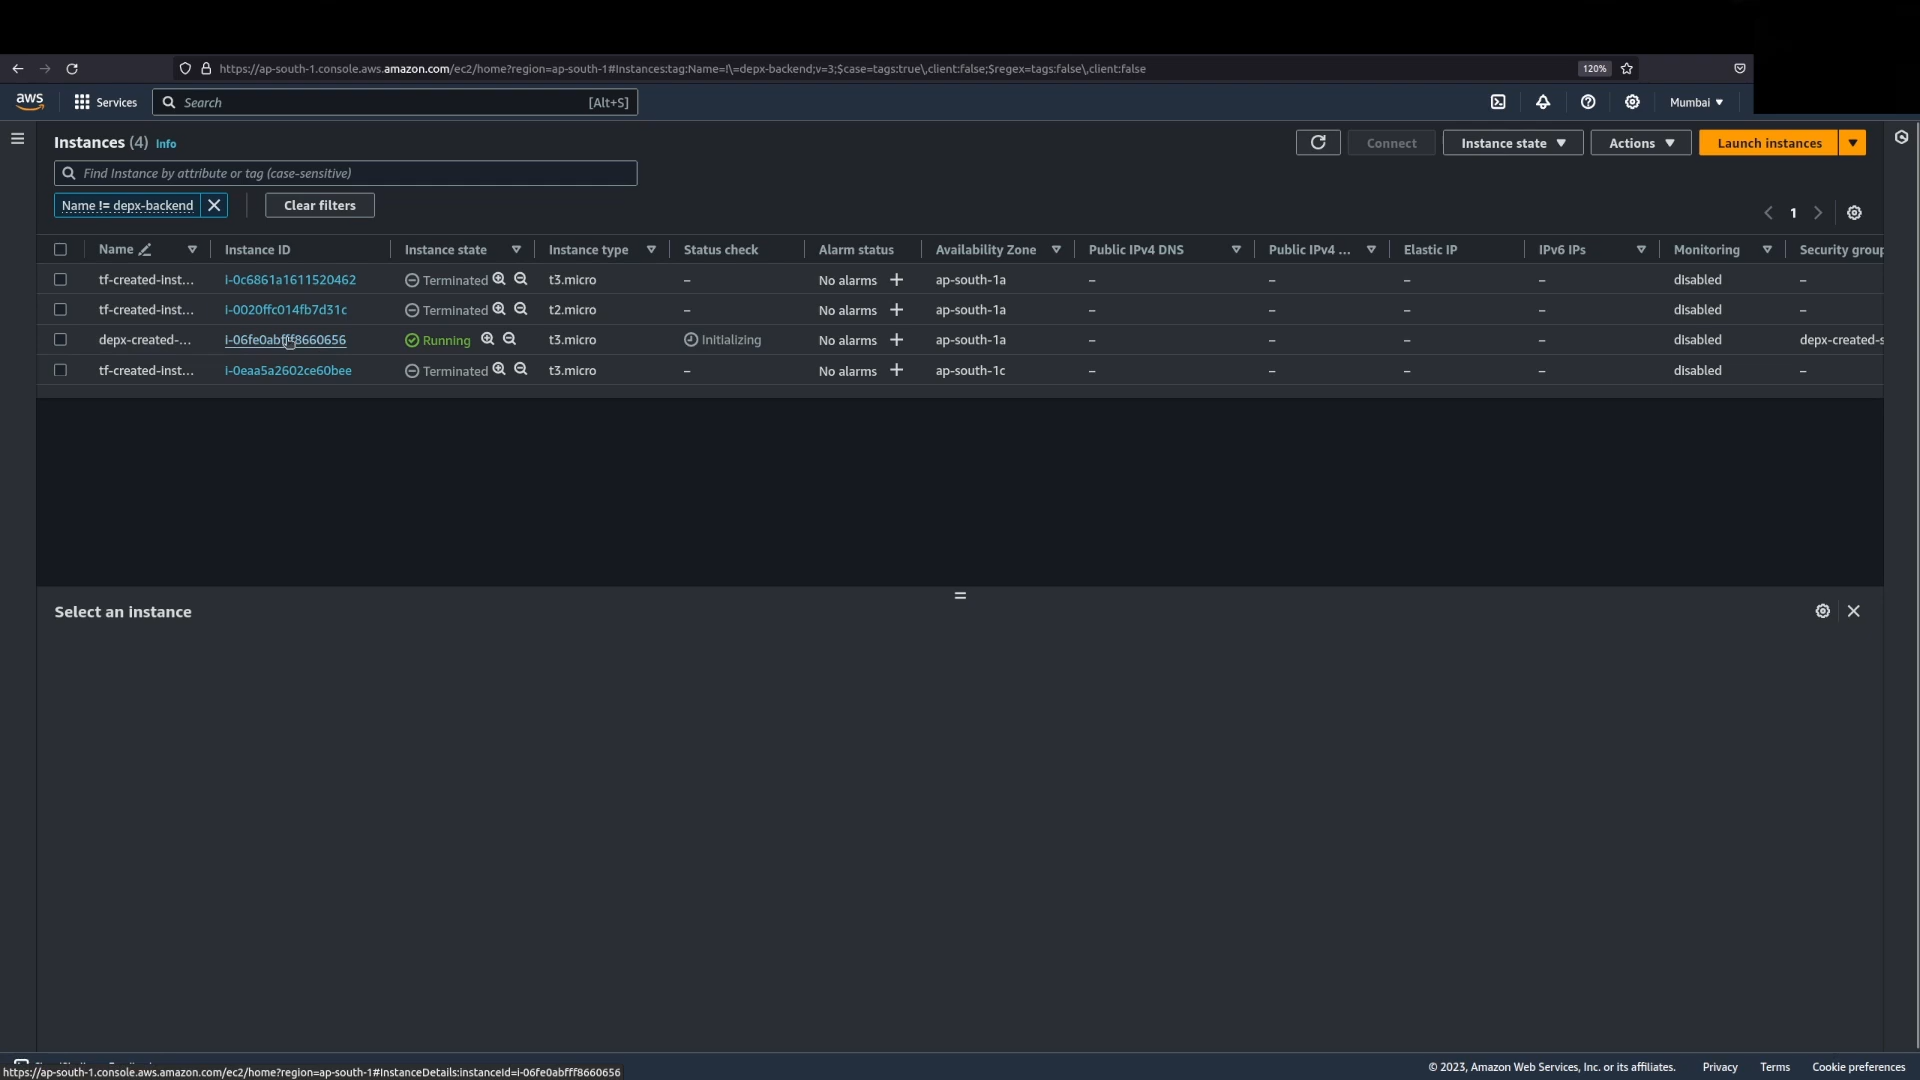 https://ap-south-1.console.aws.amazon.com/ec2/home?region=ap-south-1#Instances:tag:Name=!\=depx-backend;v=3;$case=tags:true\,client:false;$regex=tags:false\,client:false 120%
aws Services Search [Alt+S] Mumbai
Instances (4) Info Connect Instance state Actions Launch instances
Find Instance by attribute or tag (case-sensitive)
Name != depx-backend Clear filters 1
Name Instance ID Instance state Instance type Status check Alarm status Availability Zone Public IPv4 DNS Public IPv4 ... Elastic IP IPv6 IPs Monitoring Security group
tf-created-inst... i-0c6861a1611520462 Terminated t3.micro – No alarms ap-south-1a – – – – disabled –
tf-created-inst... i-0020ffc014fb7d31c Terminated t2.micro – No alarms ap-south-1a – – – – disabled –
depx-created-... i-06fe0abfff8660656 Running t3.micro Initializing No alarms ap-south-1a – – – – disabled depx-created-s
tf-created-inst... i-0eaa5a2602ce60bee Terminated t3.micro – No alarms ap-south-1c – – – – disabled –
Select an instance
© 2023, Amazon Web Services, Inc. or its affiliates. Privacy Terms Cookie preferences
https://ap-south-1.console.aws.amazon.com/ec2/home?region=ap-south-1#InstanceDetails:instanceId=i-06fe0abfff8660656